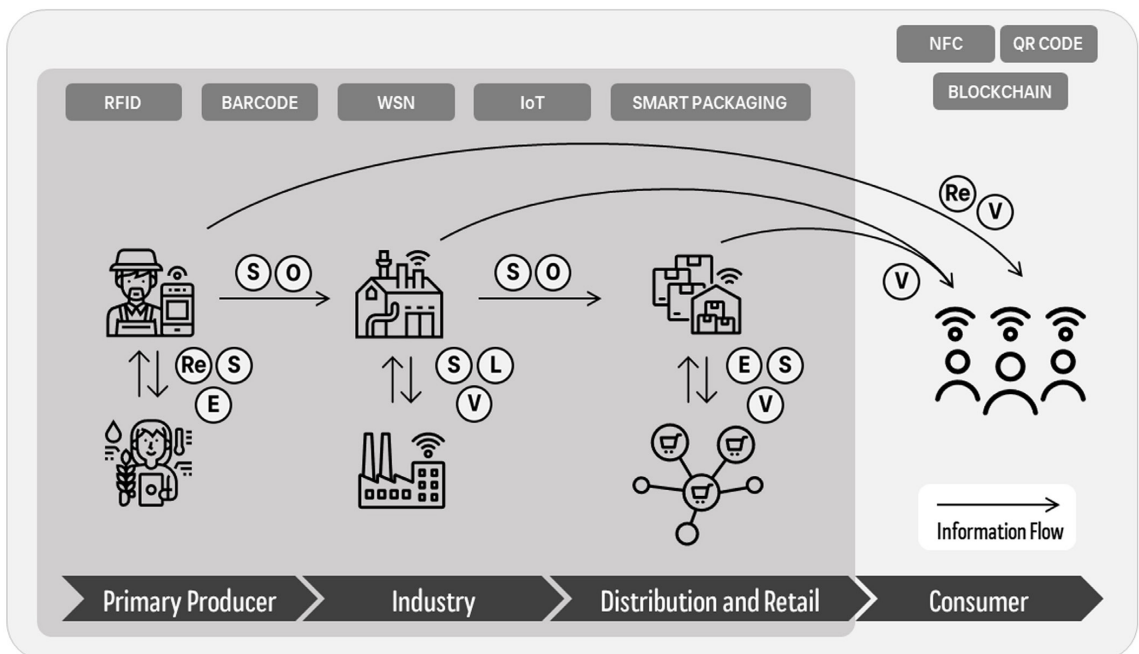 NFC
QR CODE
BLOCKCHAIN
RFID
BARCODE
WSN
IoT
SMART PACKAGING
Re
V
S O
S O
V
Re S
E
S L
V
E S
V
Information Flow
Primary Producer
Industry
Distribution and Retail
Consumer